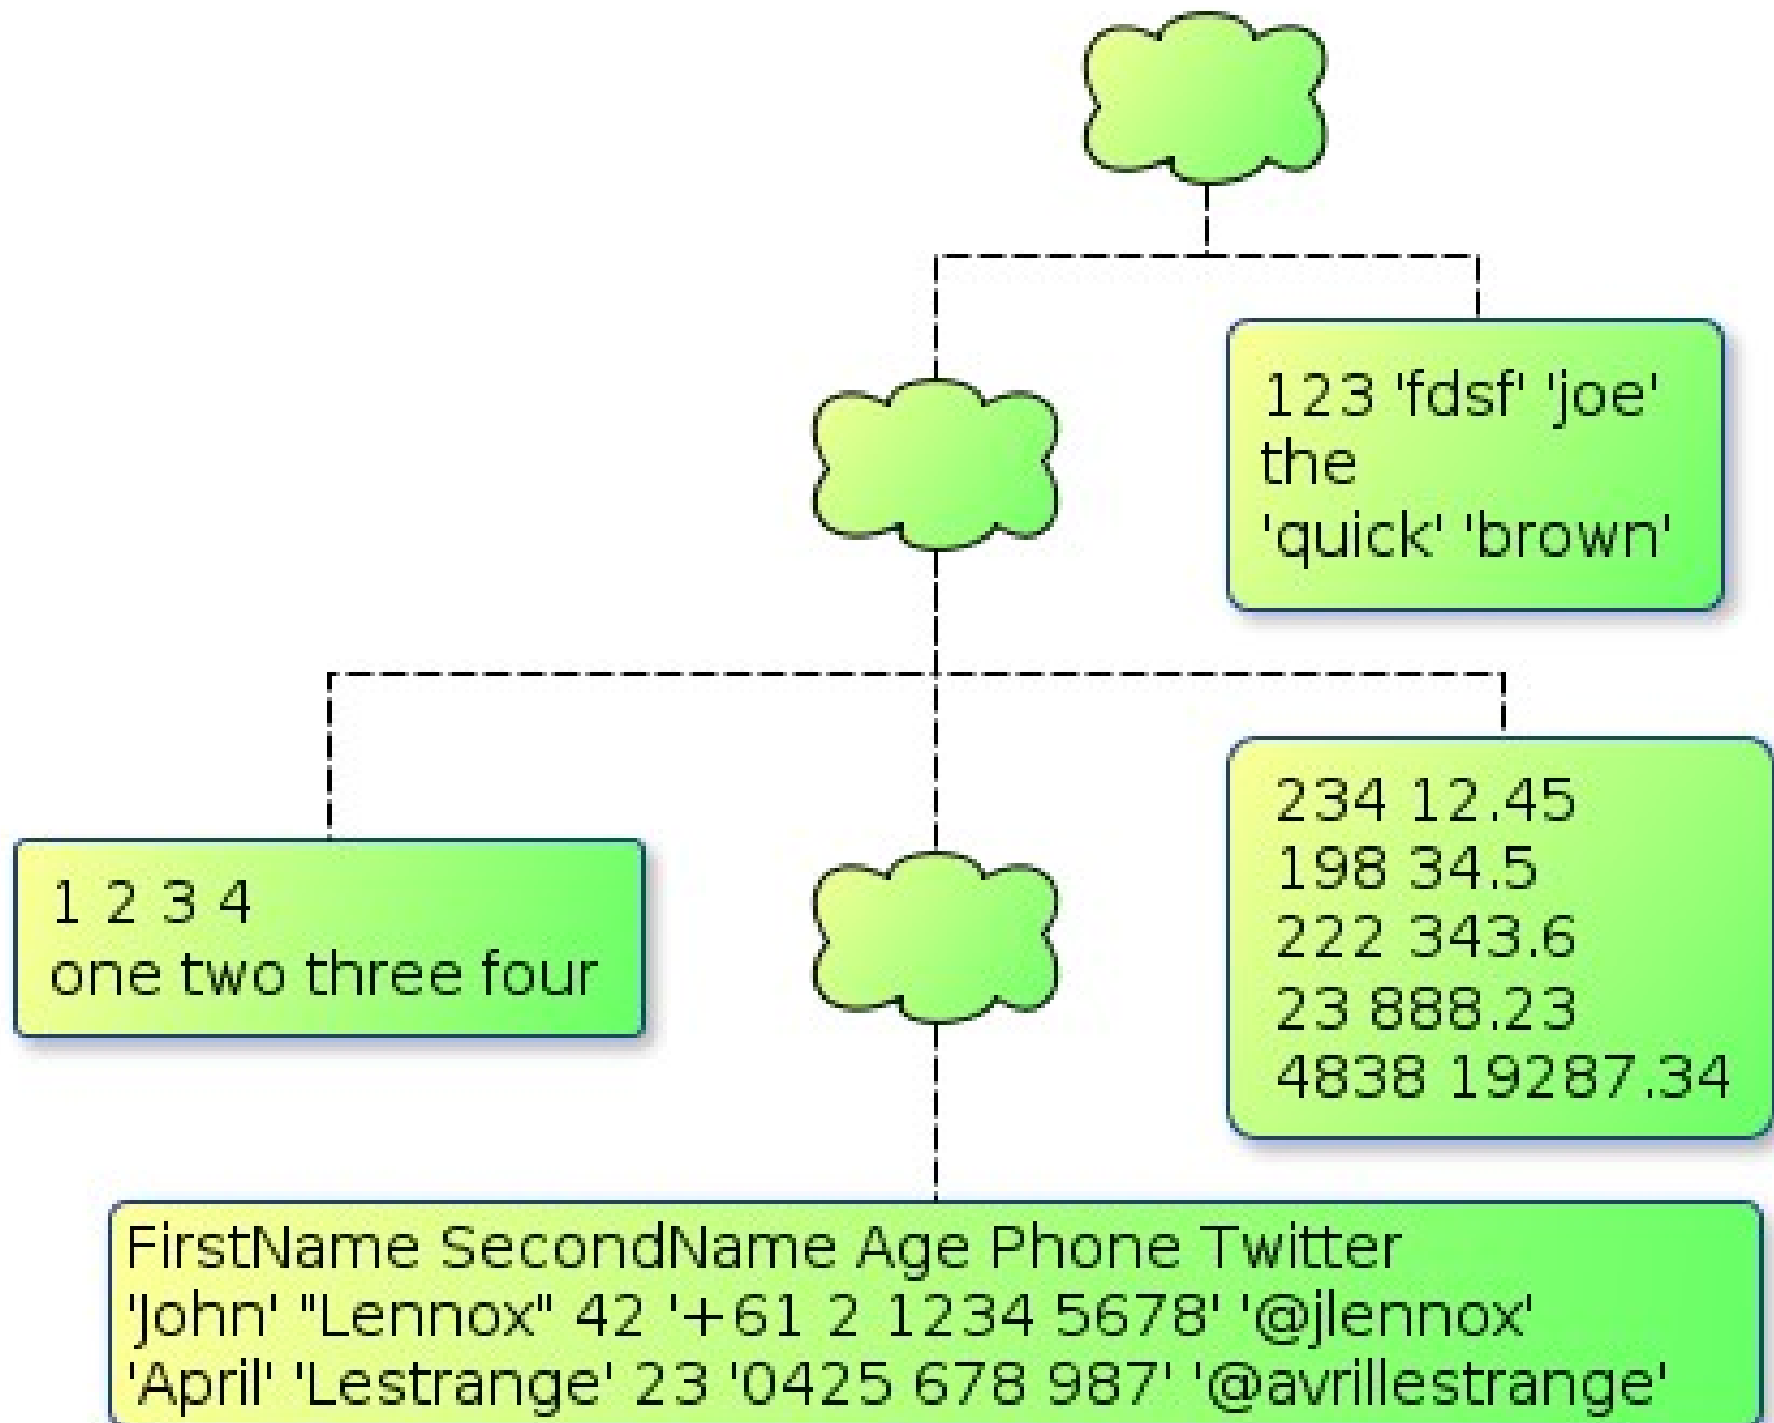 123 'fdsf' 'joe'
the
'quick' 'brown'
1 2 3 4
one two three four
234 12.45
198 34.5
222 343.6
23 888.23
4838 19287.34
FirstName SecondName Age Phone Twitter
'John' "Lennox" 42 '+61 2 1234 5678' '@jlennox'
'April' 'Lestrange' 23 '0425 678 987' '@avrillestrange'